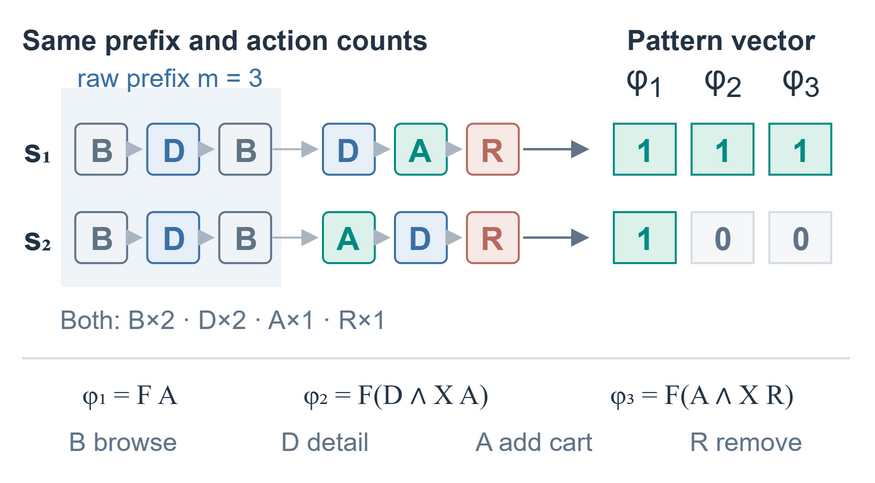 Same prefix and action counts Pattern vector
raw prefix m = 3 φ₁ φ₂ φ₃
s₁ B D B D A R 1 1 1
s₂ B D B A D R 1 0 0
Both: B×2 · D×2 · A×1 · R×1
φ₁ = F A φ₂ = F(D ∧ X A) φ₃ = F(A ∧ X R)
B browse D detail A add cart R remove